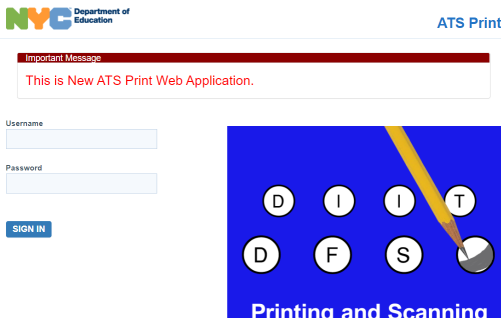 NYC Department of
Education
ATS Print
Important Message
This is New ATS Print Web Application.
Username
Password
SIGN IN
D I I T
D F S
Printing and Scanning